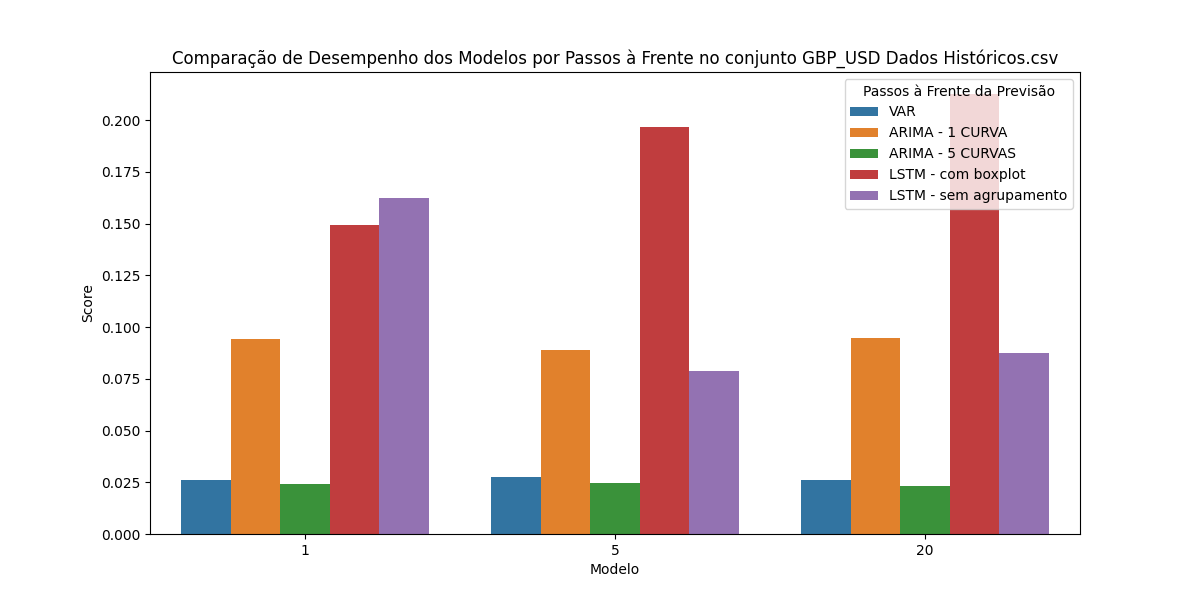 Comparação de Desempenho dos Modelos por Passos à Frente no conjunto GBP_USD Dados Históricos.csv
Passos à Frente da Previsão
VAR
ARIMA - 1 CURVA
ARIMA - 5 CURVAS
LSTM - com boxplot
LSTM - sem agrupamento
Score
0.200
0.175
0.150
0.125
0.100
0.075
0.050
0.025
0.000
1
5
20
Modelo